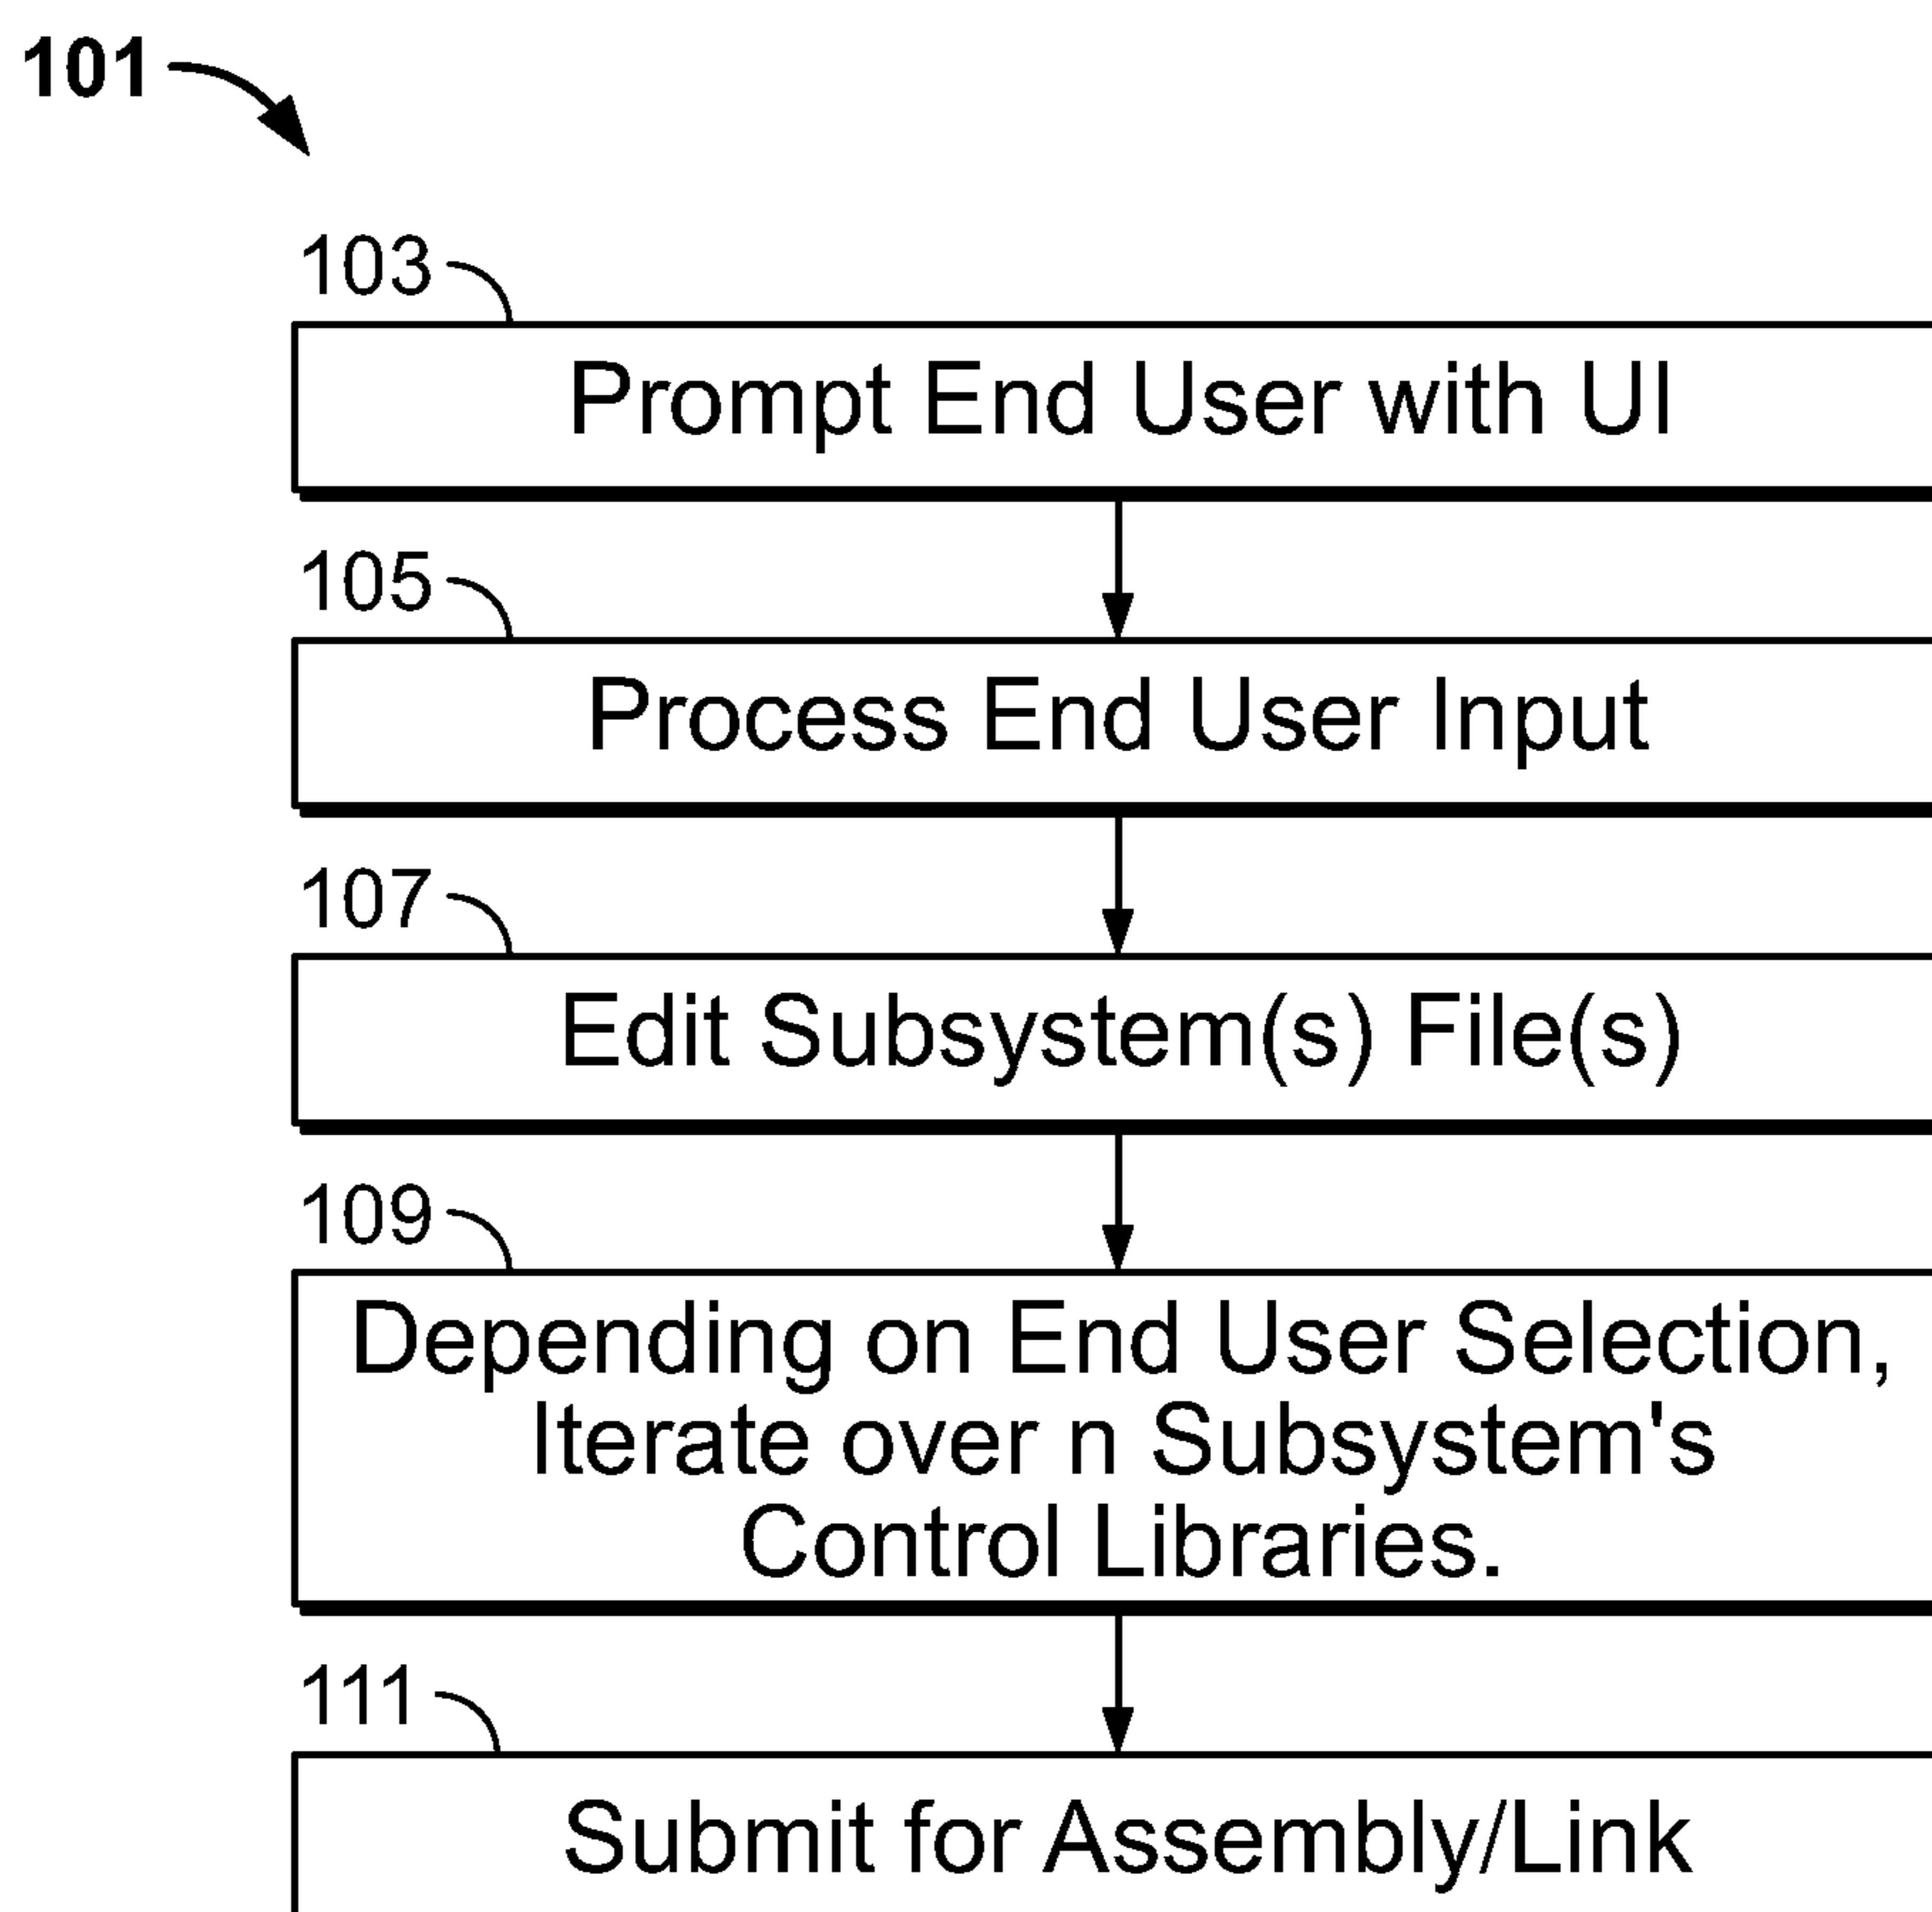 101
103
Prompt End User with UI
105
Process End User Input
107
Edit Subsystem(s) File(s)
109
Depending on End User Selection,
Iterate over n Subsystem's
Control Libraries.
111
Submit for Assembly/Link